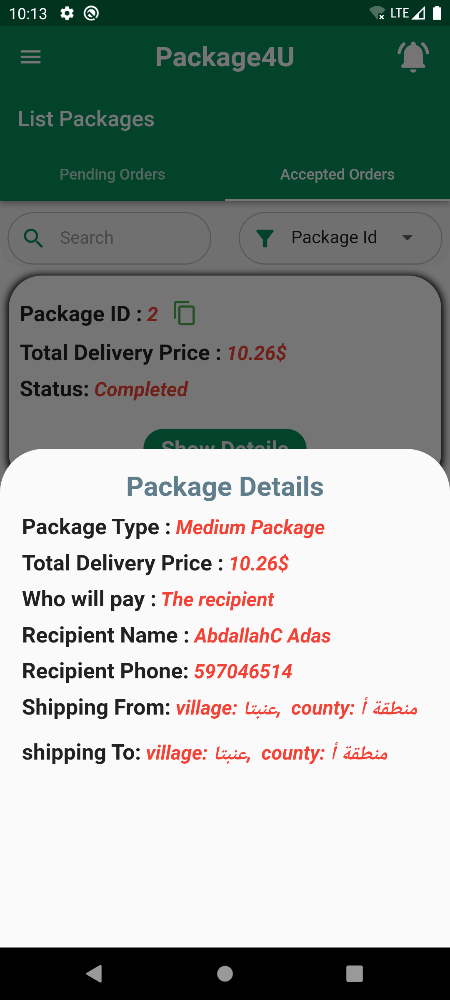 10:13 LTE
Package4U
List Packages
Pending Orders Accepted Orders
Search Package Id
Package ID : 2
Total Delivery Price : 10.26$
Status: Completed
Show Details
Package Details
Package Type : Medium Package
Total Delivery Price : 10.26$
Who will pay : The recipient
Recipient Name : AbdallahC Adas
Recipient Phone: 597046514
Shipping From: village: عنبتا, county: منطقة أ
shipping To: village: عنبتا, county: منطقة أ